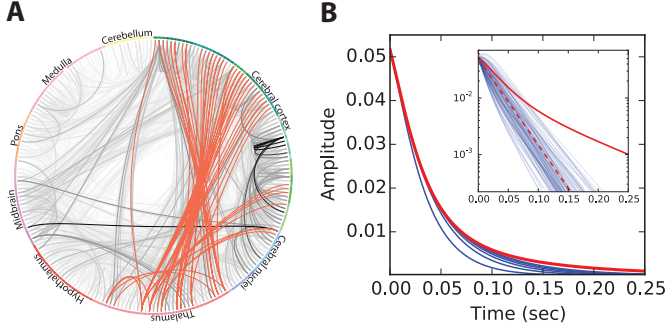 A
Cerebellum
Medulla
Pons
Midbrain
Hypothalamus
Thalamus
Cerebral nuclei
Cerebral cortex
B
Amplitude
0.05
0.04
0.03
0.02
0.01
0.00 0.05 0.10 0.15 0.20 0.25
Time (sec)
10⁻²
10⁻³
0.00 0.05 0.10 0.15 0.20 0.25